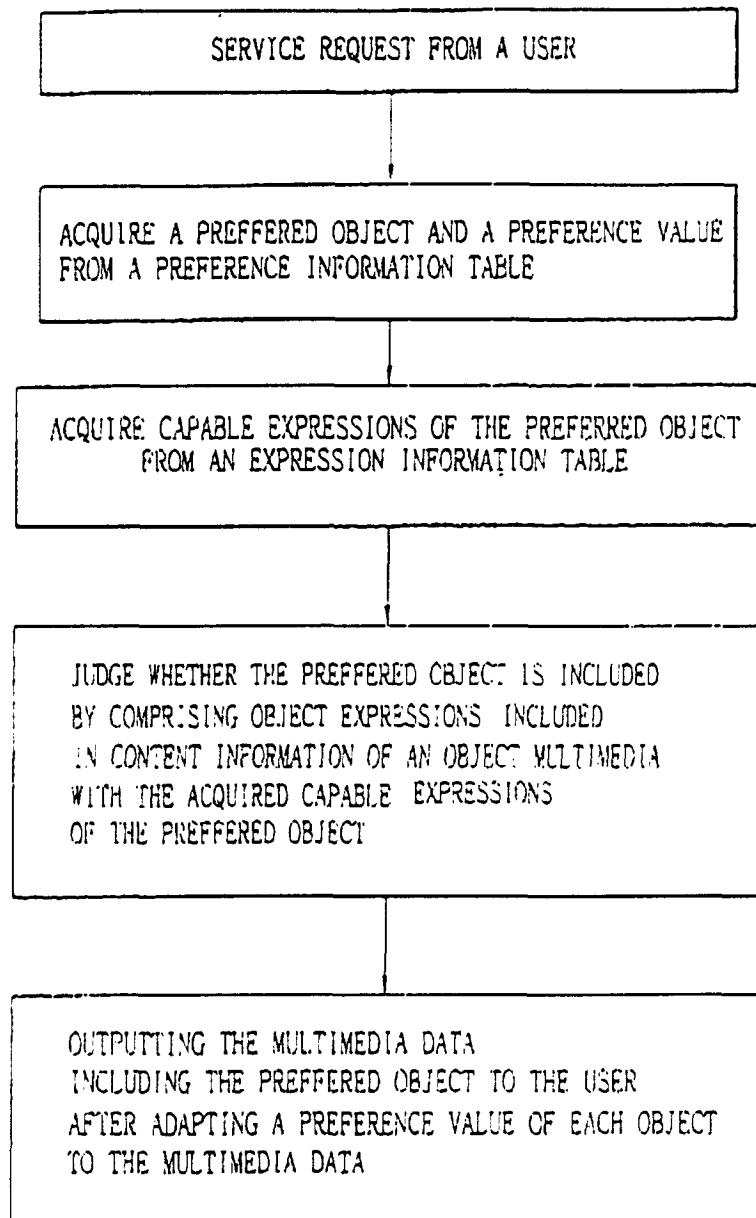 SERVICE REQUEST FROM A USER
ACQUIRE A PREFFERED OBJECT AND A PREFERENCE VALUE
FROM A PREFERENCE INFORMATION TABLE
ACQUIRE CAPABLE EXPRESSIONS OF THE PREFERRED OBJECT
FROM AN EXPRESSION INFORMATION TABLE
JUDGE WHETHER THE PREFFERED OBJECT IS INCLUDED
BY COMPRISING OBJECT EXPRESSIONS INCLUDED
IN CONTENT INFORMATION OF AN OBJECT MULTIMEDIA
WITH THE ACQUIRED CAPABLE EXPRESSIONS
OF THE PREFFERED OBJECT
OUTPUTTING THE MULTIMEDIA DATA
INCLUDING THE PREFFERED OBJECT TO THE USER
AFTER ADAPTING A PREFERENCE VALUE OF EACH OBJECT
TO THE MULTIMEDIA DATA